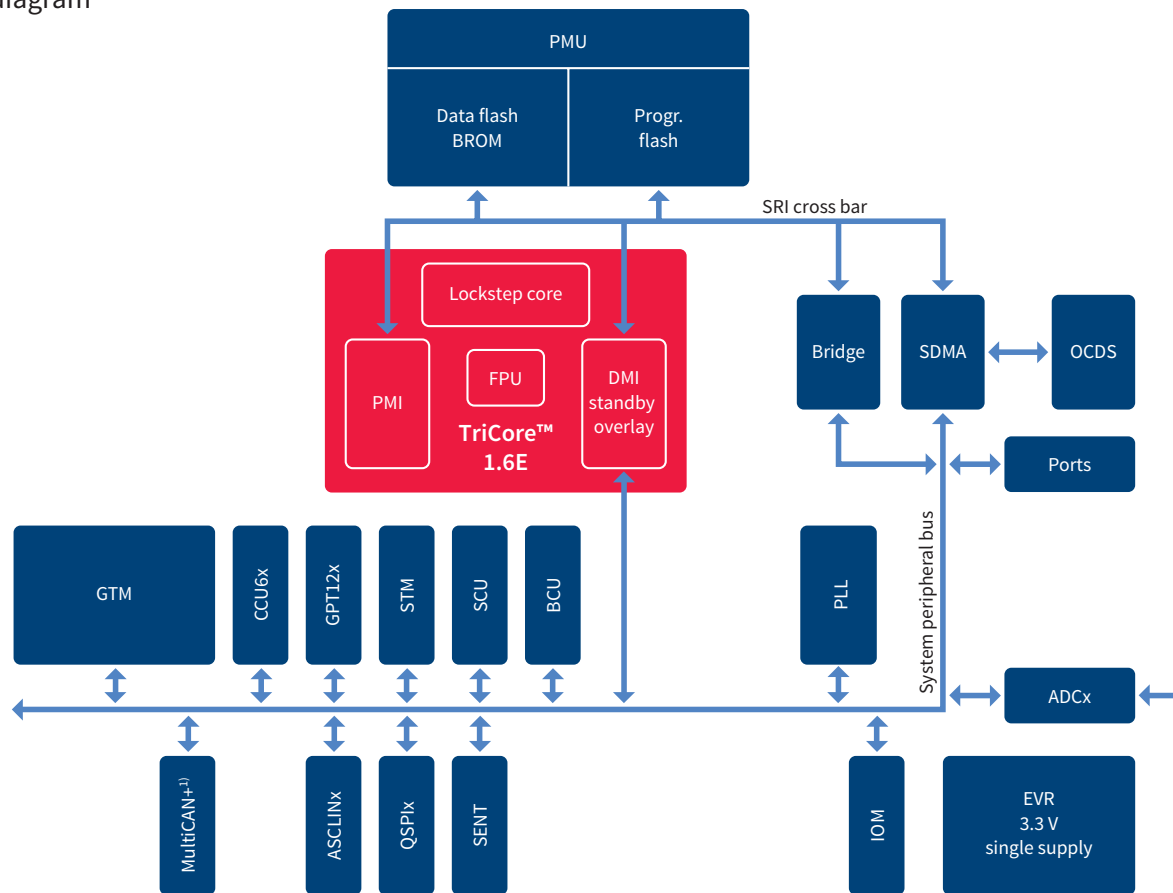 diagram
PMU
Data flash
BROM
Progr.
flash
SRI cross bar
Lockstep core
PMI
FPU
DMI
standby
overlay
TriCore™
1.6E
Bridge
SDMA
OCDS
Ports
System peripheral bus
GTM
CCU6x
GPT12x
STM
SCU
BCU
PLL
ADCx
MultiCAN+¹⁾
ASCLINx
QSPIx
SENT
IOM
EVR
3.3 V
single supply